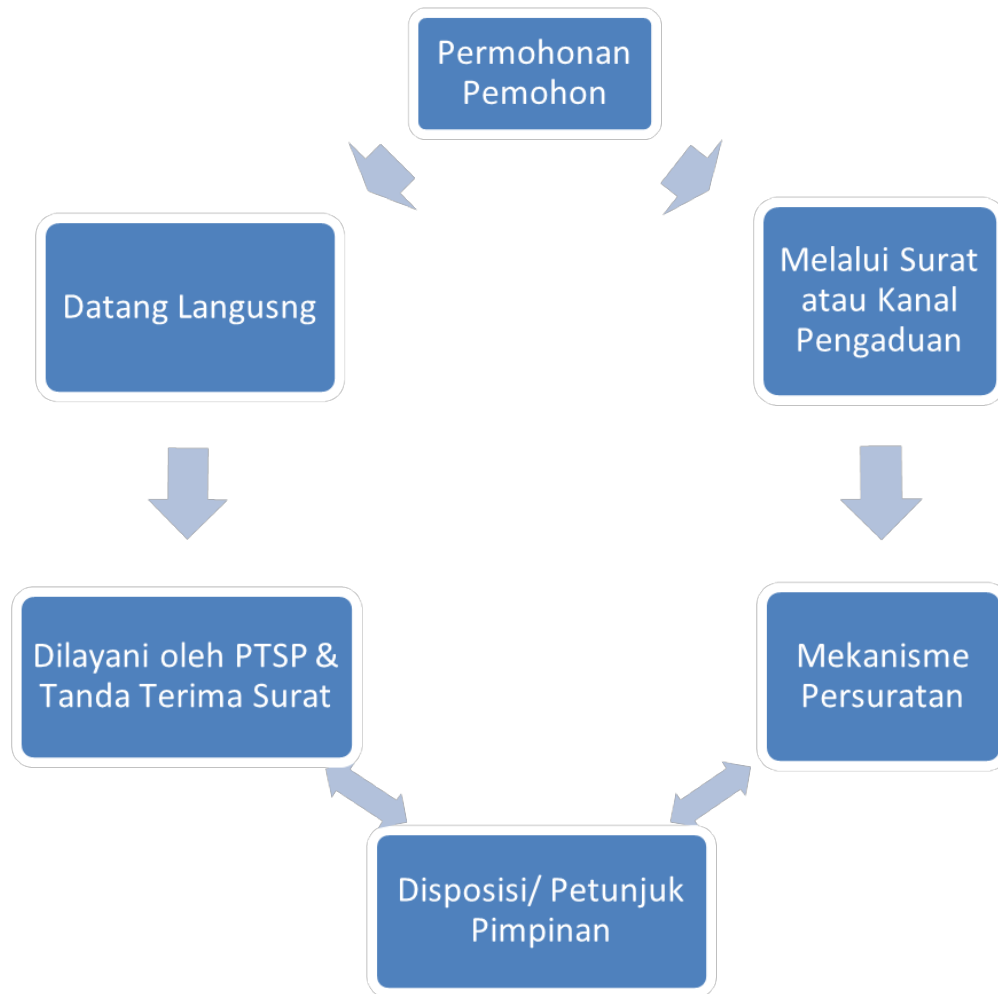 Permohonan
Pemohon
Datang Langusng
Melalui Surat
atau Kanal
Pengaduan
Dilayani oleh PTSP &
Tanda Terima Surat
Mekanisme
Persuratan
Disposisi/ Petunjuk
Pimpinan